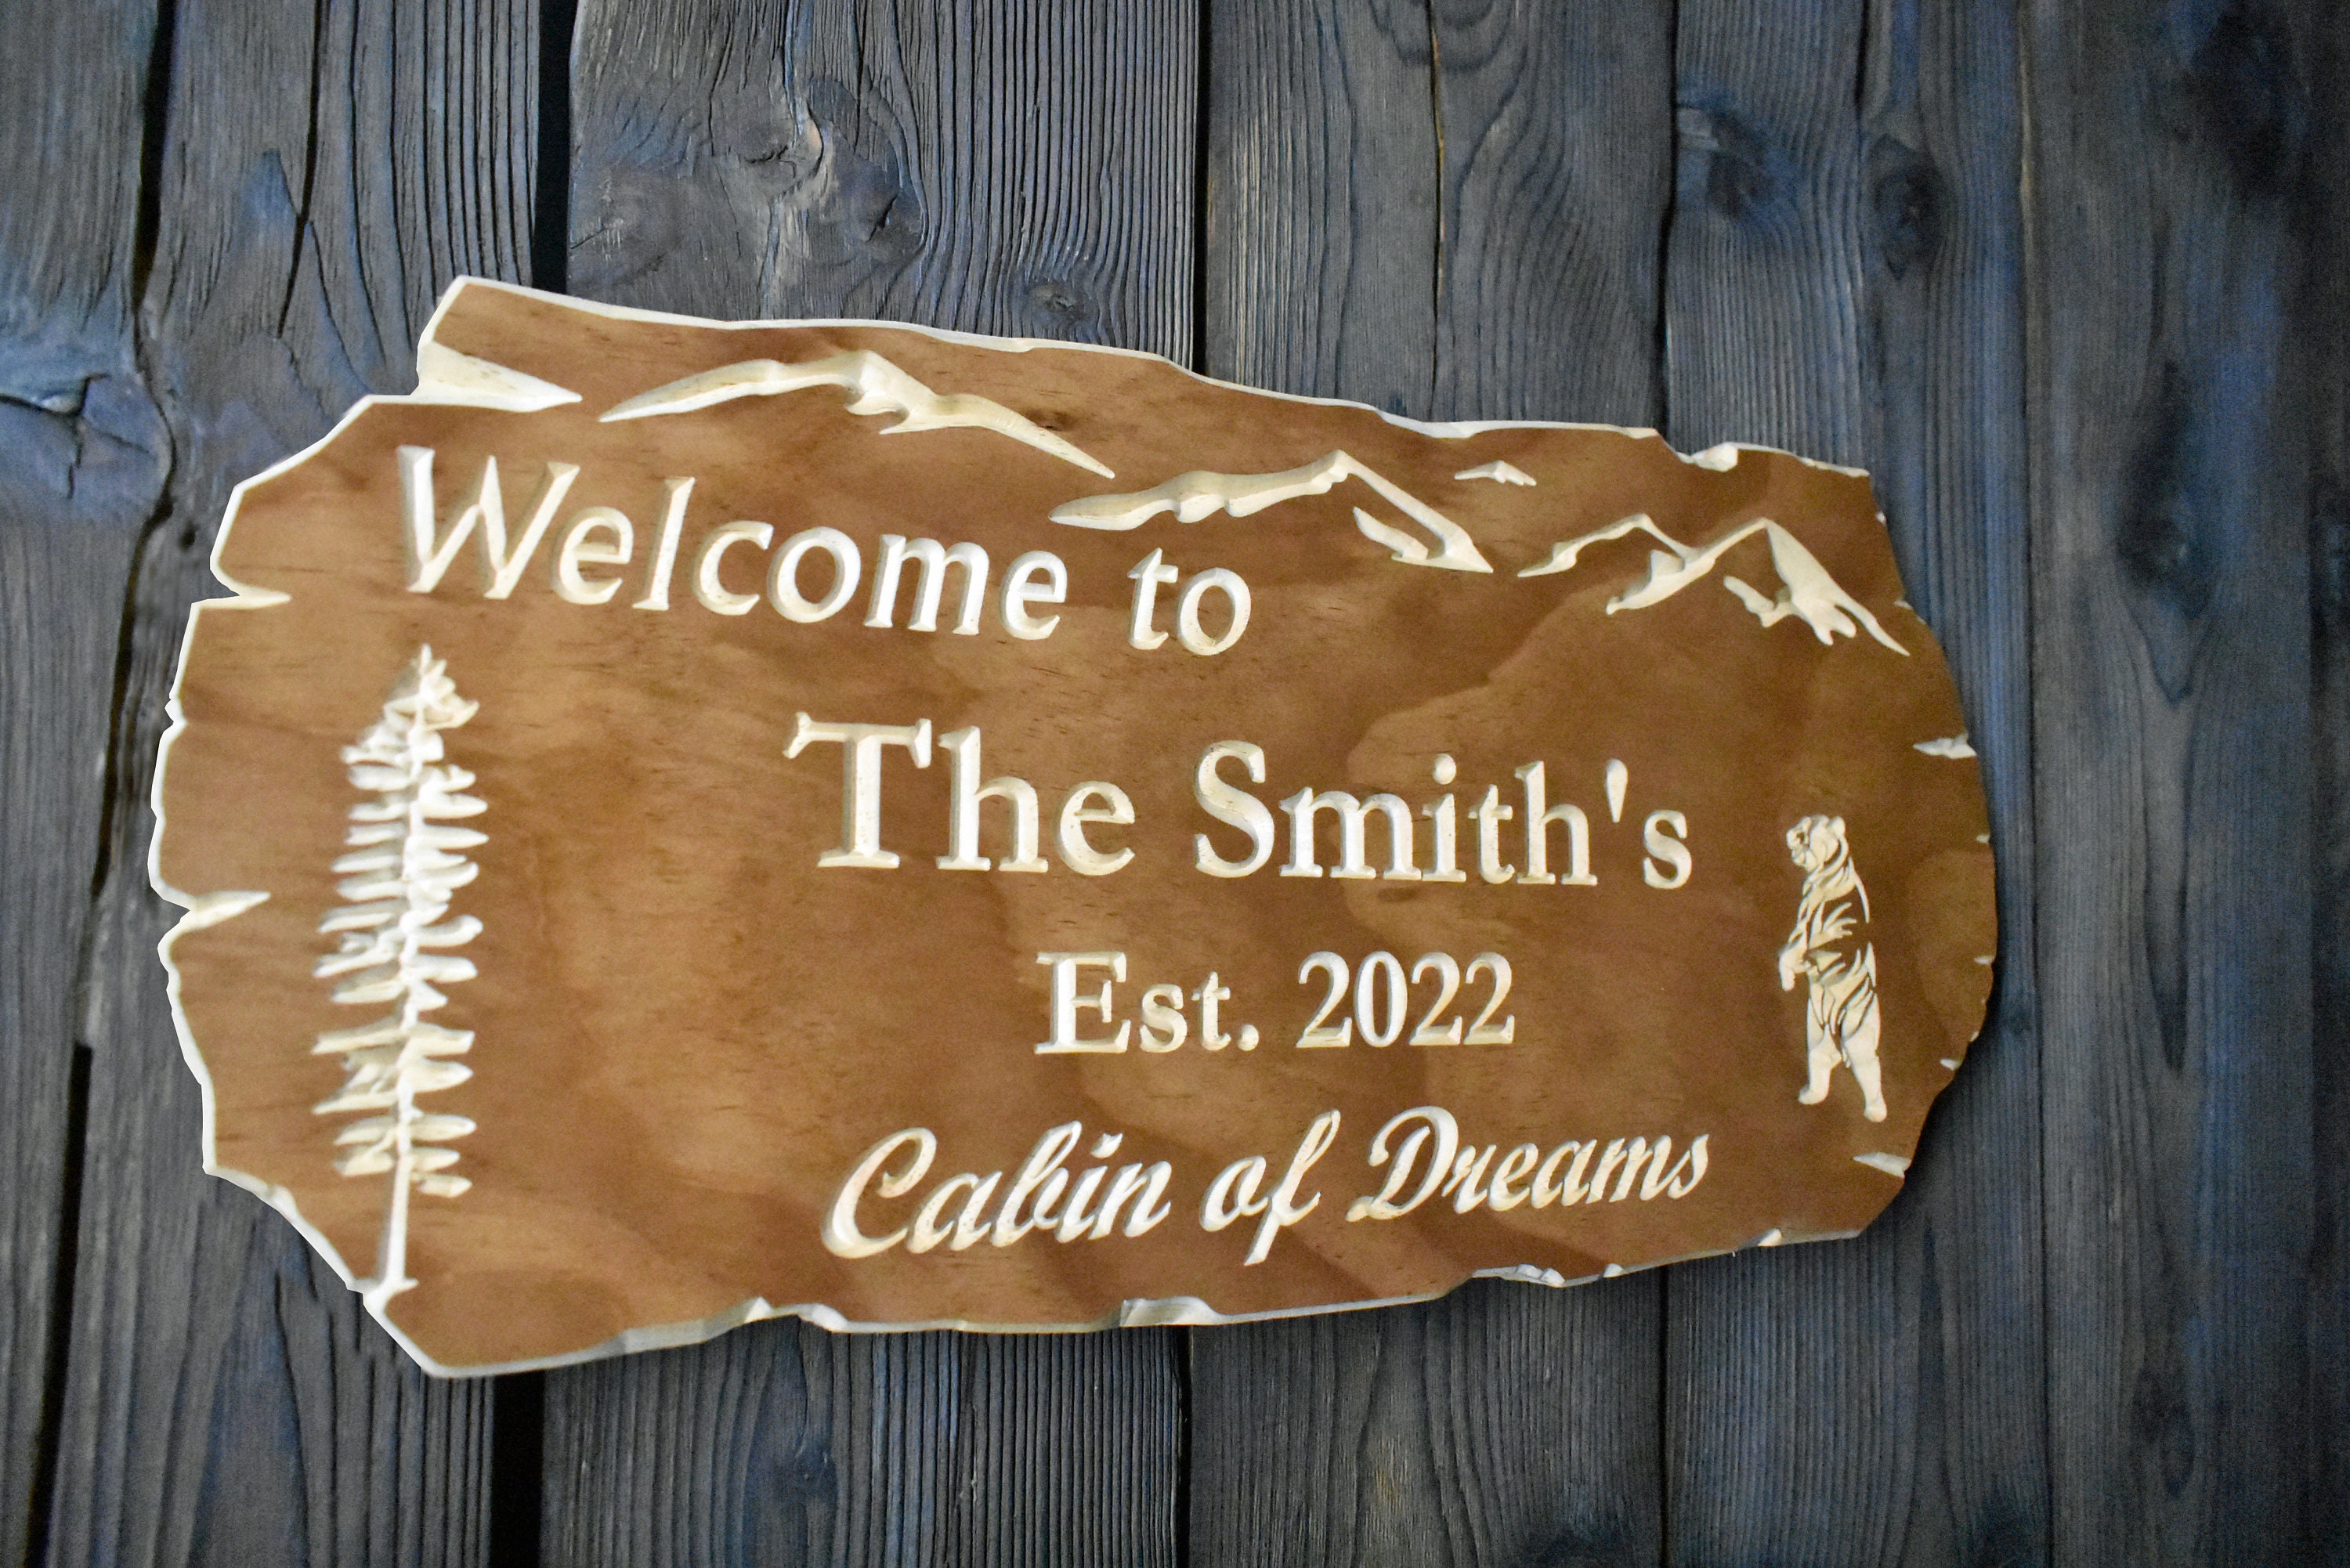 Welcome to
The Smith's
Est. 2022
Cabin of Dreams